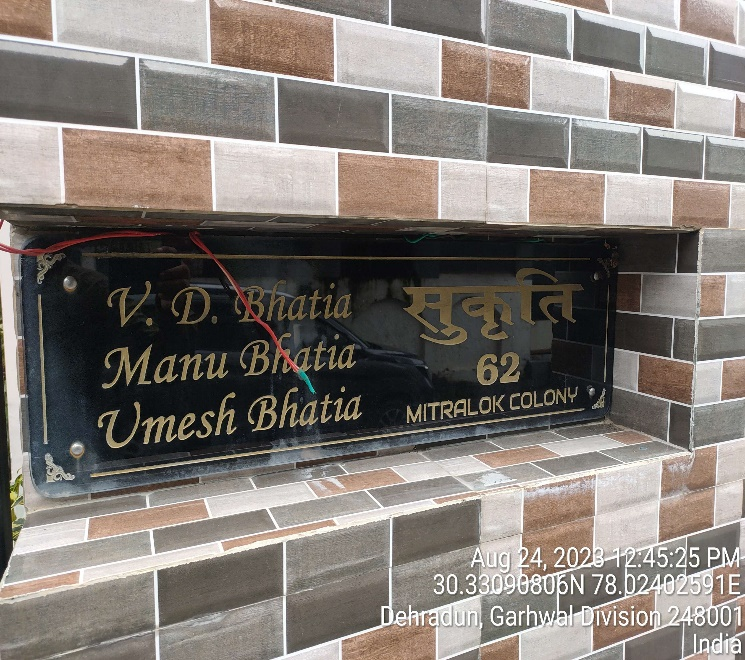 V. D. Bhatia
Manu Bhatia
Umesh Bhatia
सुकृति
62
MITRALOK COLONY
Aug 24, 2023 12:45:25 PM
30.33090806N 78.02402591E
Dehradun, Garhwal Division 248001
India